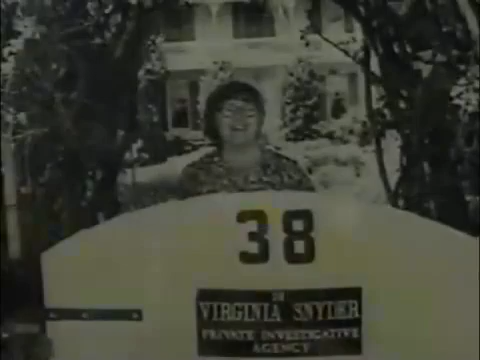 38
VIRGINIA SNYDER
PRIVATE INVESTIGATIVE
AGENCY